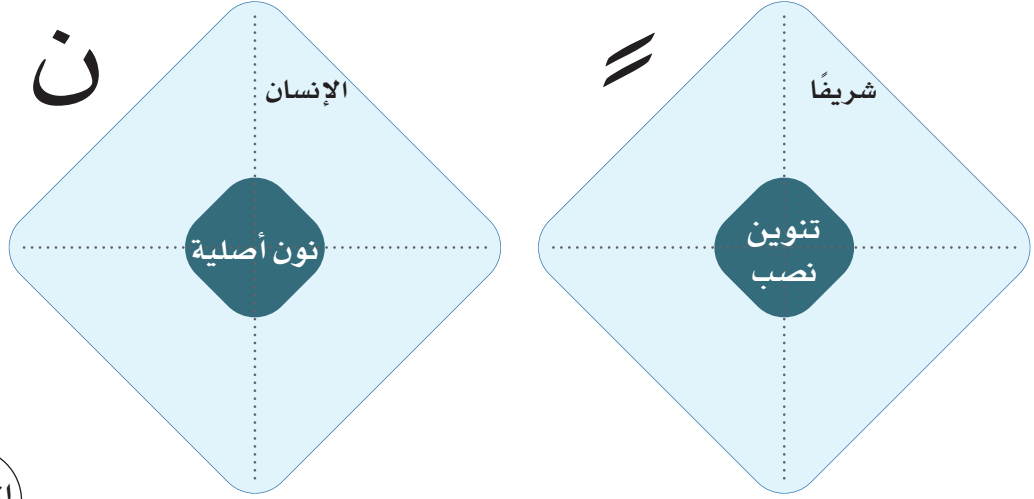 ـً
شريفًا
تنوين
نصب
ن
الإنسان
نون أصلية